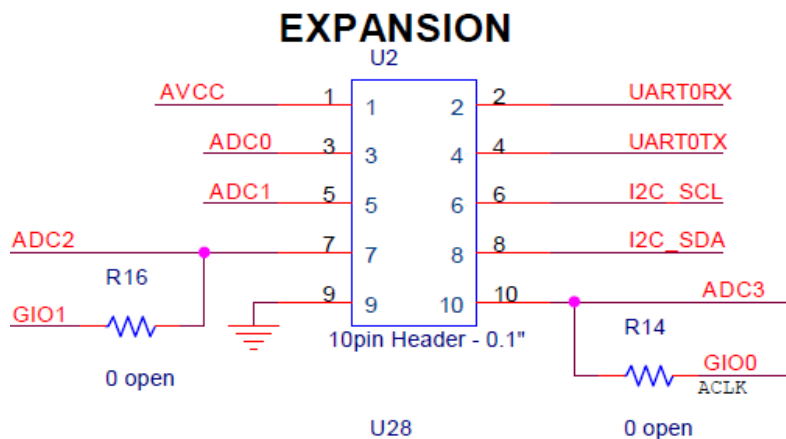 EXPANSION
U2
AVCC 1 1 2 2 UART0RX
ADC0 3 3 4 4 UART0TX
ADC1 5 5 6 6 I2C_SCL
ADC2 7 7 8 8 I2C_SDA
9 9 10 10 ADC3
R16 R14
GIO1 10pin Header - 0.1" GIO0
ACLK
0 open U28 0 open